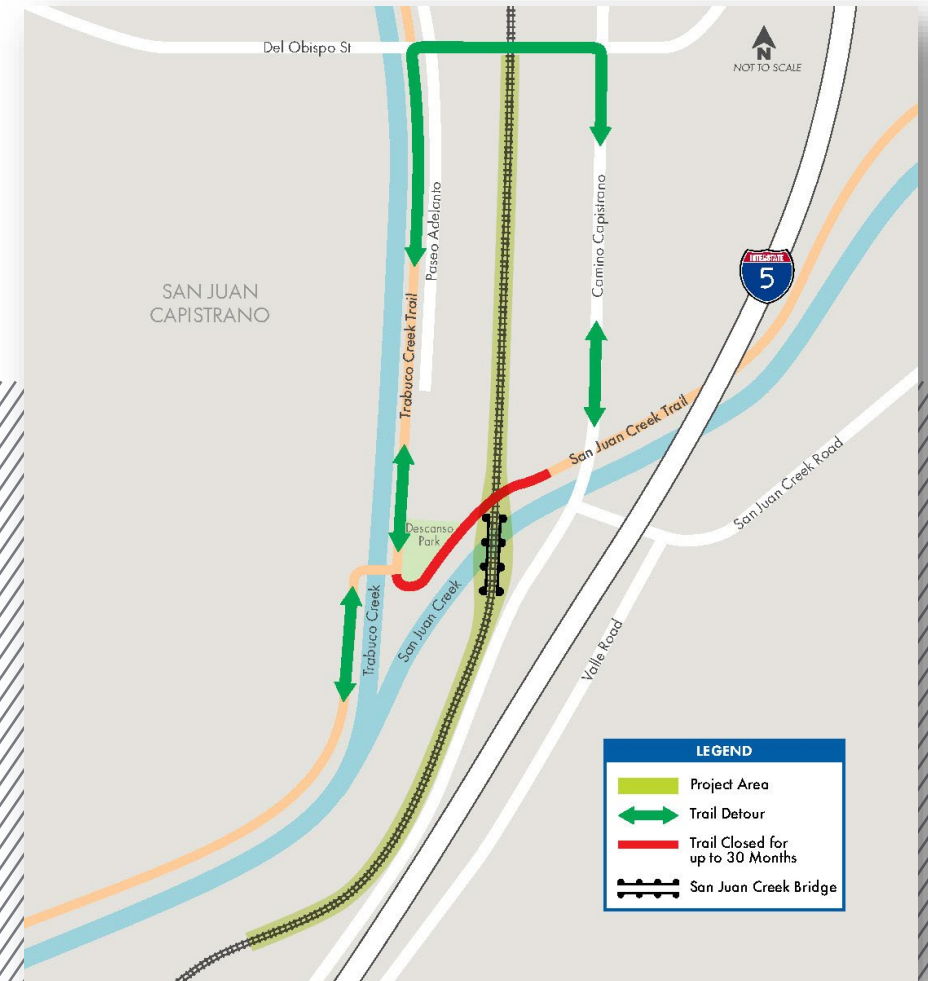 Del Obispo St
N
NOT TO SCALE
Paseo Adelanto
Camino Capistrano
INTERSTATE
5
SAN JUAN
CAPISTRANO
Trabuco Creek Trail
San Juan Creek Trail
San Juan Creek Road
Descanso
Park
Trabuco Creek
San Juan Creek
Valle Road
LEGEND
Project Area
Trail Detour
Trail Closed for
up to 30 Months
San Juan Creek Bridge